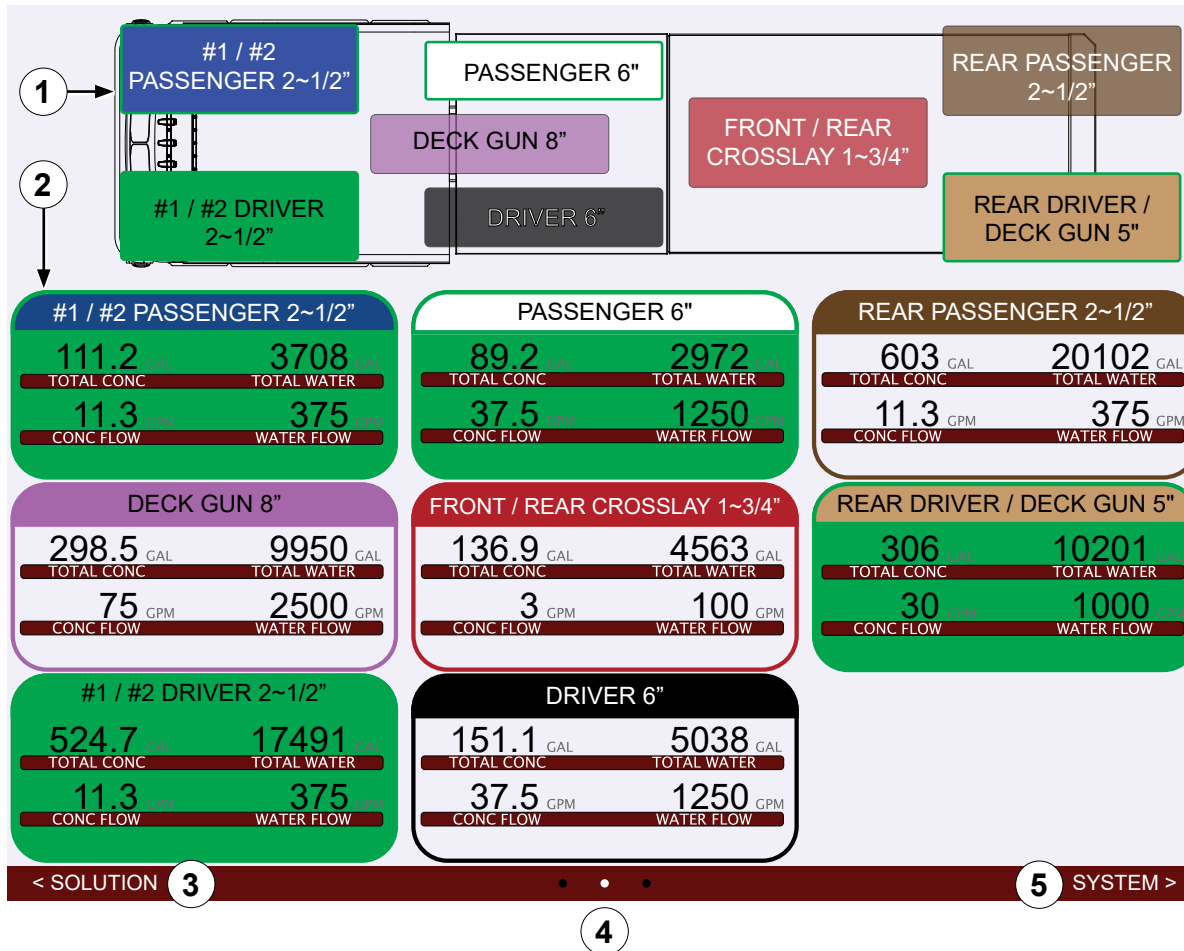 #1 / #2
PASSENGER 2~1/2”
PASSENGER 6"
REAR PASSENGER
2~1/2”
1
DECK GUN 8”
FRONT / REAR
CROSSLAY 1~3/4”
2
#1 / #2 DRIVER
2~1/2”
DRIVER 6”
REAR DRIVER /
DECK GUN 5"
#1 / #2 PASSENGER 2~1/2”
111.2 GAL 3708 GAL
TOTAL CONC TOTAL WATER
11.3 GPM 375 GPM
CONC FLOW WATER FLOW
PASSENGER 6"
89.2 GAL 2972 GAL
TOTAL CONC TOTAL WATER
37.5 GPM 1250 GPM
CONC FLOW WATER FLOW
REAR PASSENGER 2~1/2”
603 GAL 20102 GAL
TOTAL CONC TOTAL WATER
11.3 GPM 375 GPM
CONC FLOW WATER FLOW
DECK GUN 8”
298.5 GAL 9950 GAL
TOTAL CONC TOTAL WATER
75 GPM 2500 GPM
CONC FLOW WATER FLOW
FRONT / REAR CROSSLAY 1~3/4”
136.9 GAL 4563 GAL
TOTAL CONC TOTAL WATER
3 GPM 100 GPM
CONC FLOW WATER FLOW
REAR DRIVER / DECK GUN 5"
306 GAL 10201 GAL
TOTAL CONC TOTAL WATER
30 GPM 1000 GPM
CONC FLOW WATER FLOW
#1 / #2 DRIVER 2~1/2”
524.7 GAL 17491 GAL
TOTAL CONC TOTAL WATER
11.3 GPM 375 GPM
CONC FLOW WATER FLOW
DRIVER 6”
151.1 GAL 5038 GAL
TOTAL CONC TOTAL WATER
37.5 GPM 1250 GPM
CONC FLOW WATER FLOW
< SOLUTION 3
5 SYSTEM >
4